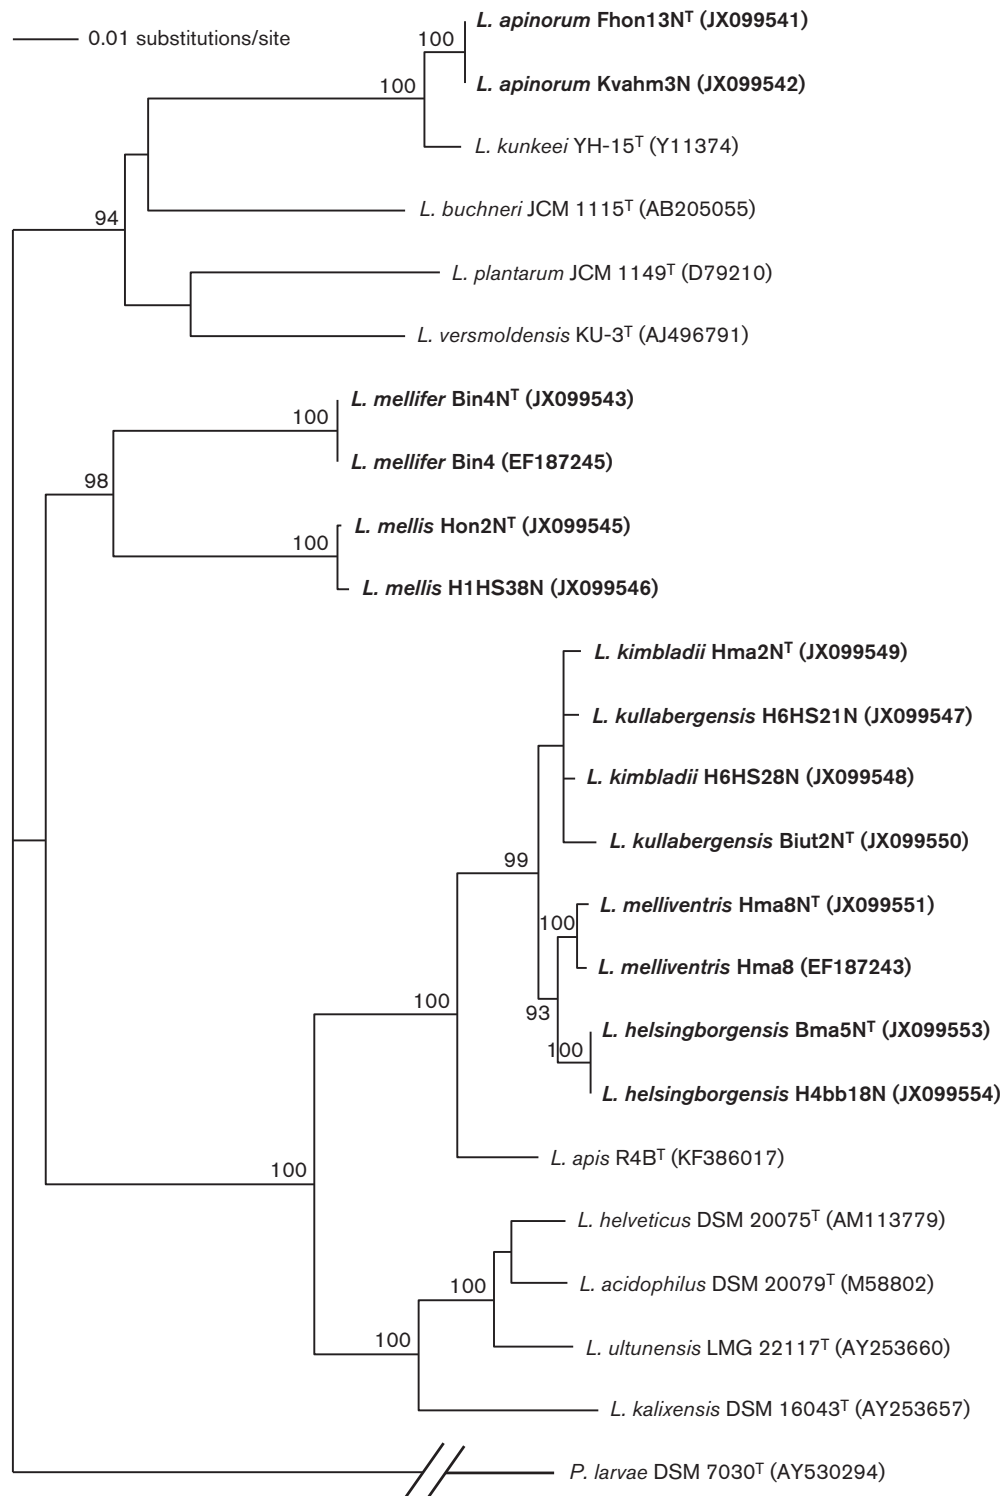 L. apinorum Fhon13Nᵀ (JX099541)
0.01 substitutions/site
100
100
L. apinorum Kvahm3N (JX099542)
L. kunkeei YH-15ᵀ (Y11374)
L. buchneri JCM 1115ᵀ (AB205055)
94
L. plantarum JCM 1149ᵀ (D79210)
L. versmoldensis KU-3ᵀ (AJ496791)
L. mellifer Bin4Nᵀ (JX099543)
100
L. mellifer Bin4 (EF187245)
98
L. mellis Hon2Nᵀ (JX099545)
100
L. mellis H1HS38N (JX099546)
L. kimbladii Hma2Nᵀ (JX099549)
L. kullabergensis H6HS21N (JX099547)
L. kimbladii H6HS28N (JX099548)
L. kullabergensis Biut2Nᵀ (JX099550)
99
L. melliventris Hma8Nᵀ (JX099551)
100
L. melliventris Hma8 (EF187243)
100
93
L. helsingborgensis Bma5Nᵀ (JX099553)
100
L. helsingborgensis H4bb18N (JX099554)
L. apis R4Bᵀ (KF386017)
100
L. helveticus DSM 20075ᵀ (AM113779)
L. acidophilus DSM 20079ᵀ (M58802)
100
100
L. ultunensis LMG 22117ᵀ (AY253660)
L. kalixensis DSM 16043ᵀ (AY253657)
P. larvae DSM 7030ᵀ (AY530294)